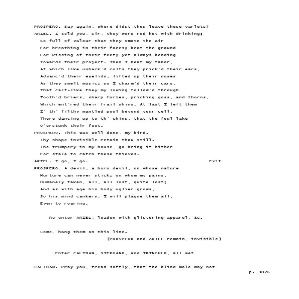 PROSPERO. Say again, where didst thou leave these varlets?
ARIEL. I told you, sir, they were red-hot with drinking;
So full of valour that they smote the air
For breathing in their faces; beat the ground
For kissing of their feet; yet always bending
Towards their project. Then I beat my tabor,
At which like unback'd colts they prick'd their ears,
Advanc'd their eyelids, lifted up their noses
As they smelt music; so I charm'd their ears,
That calf-like they my lowing follow'd through
Tooth'd briers, sharp furzes, pricking goss, and thorns,
Which ent'red their frail shins. At last I left them
I' th' filthy mantled pool beyond your cell,
There dancing up to th' chins, that the foul lake
O'erstunk their feet.
PROSPERO. This was well done, my bird.
Thy shape invisible retain thou still.
The trumpery in my house, go bring it hither
For stale to catch these thieves.
ARIEL. I go, I go. Exit
PROSPERO. A devil, a born devil, on whose nature
Nurture can never stick; on whom my pains,
Humanely taken, all, all lost, quite lost;
And as with age his body uglier grows,
So his mind cankers. I will plague them all,
Even to roaring.
Re-enter ARIEL, loaden with glistering apparel, &c.
Come, hang them on this line.
[PROSPERO and ARIEL remain, invisible]
Enter CALIBAN, STEPHANO, and TRINCULO, all wet
CALIBAN. Pray you, tread softly, that the blind mole may not